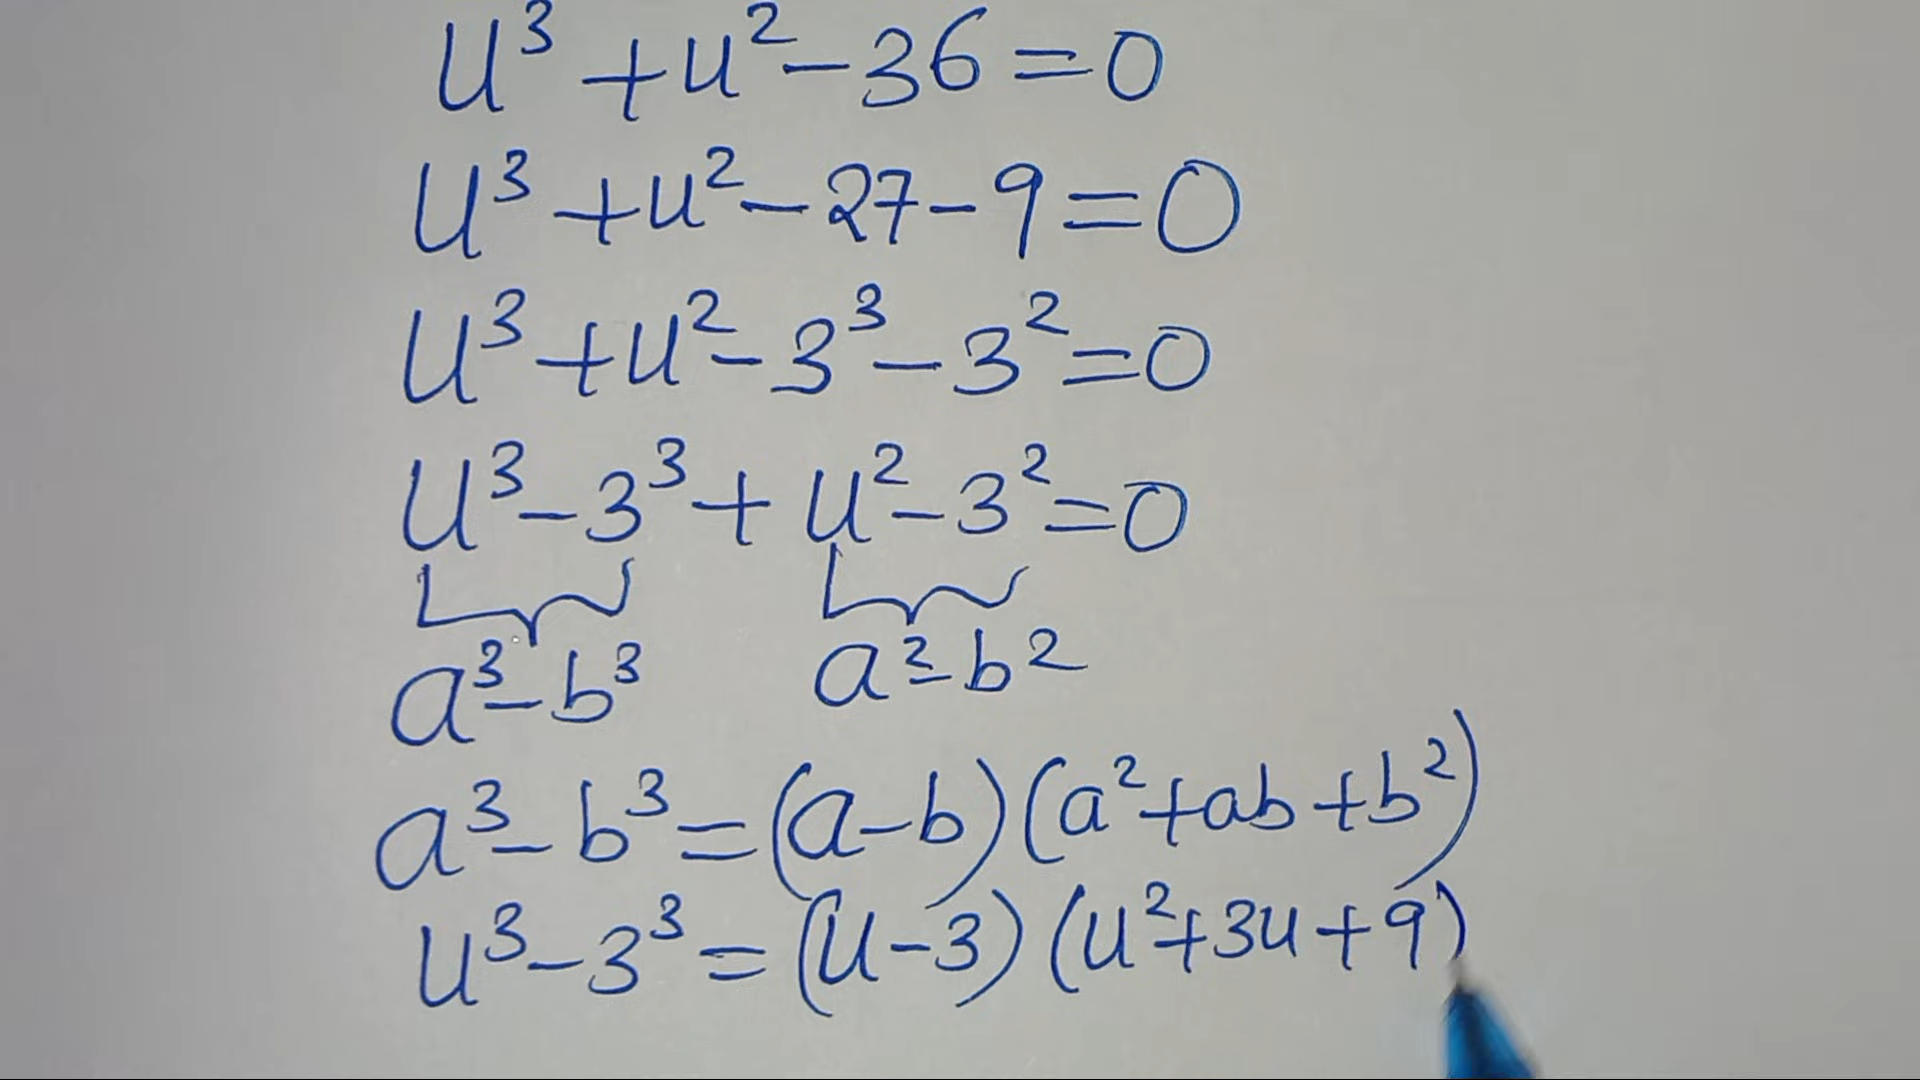 u³ + u² - 36 = 0
u³ + u² - 27 - 9 = 0
u³ + u² - 3³ - 3² = 0
u³ - 3³ + u² - 3² = 0
a³ - b³ a² - b²
a³ - b³ = (a - b) (a² + ab + b²)
u³ - 3³ = (u - 3) (u² + 3u + 9)